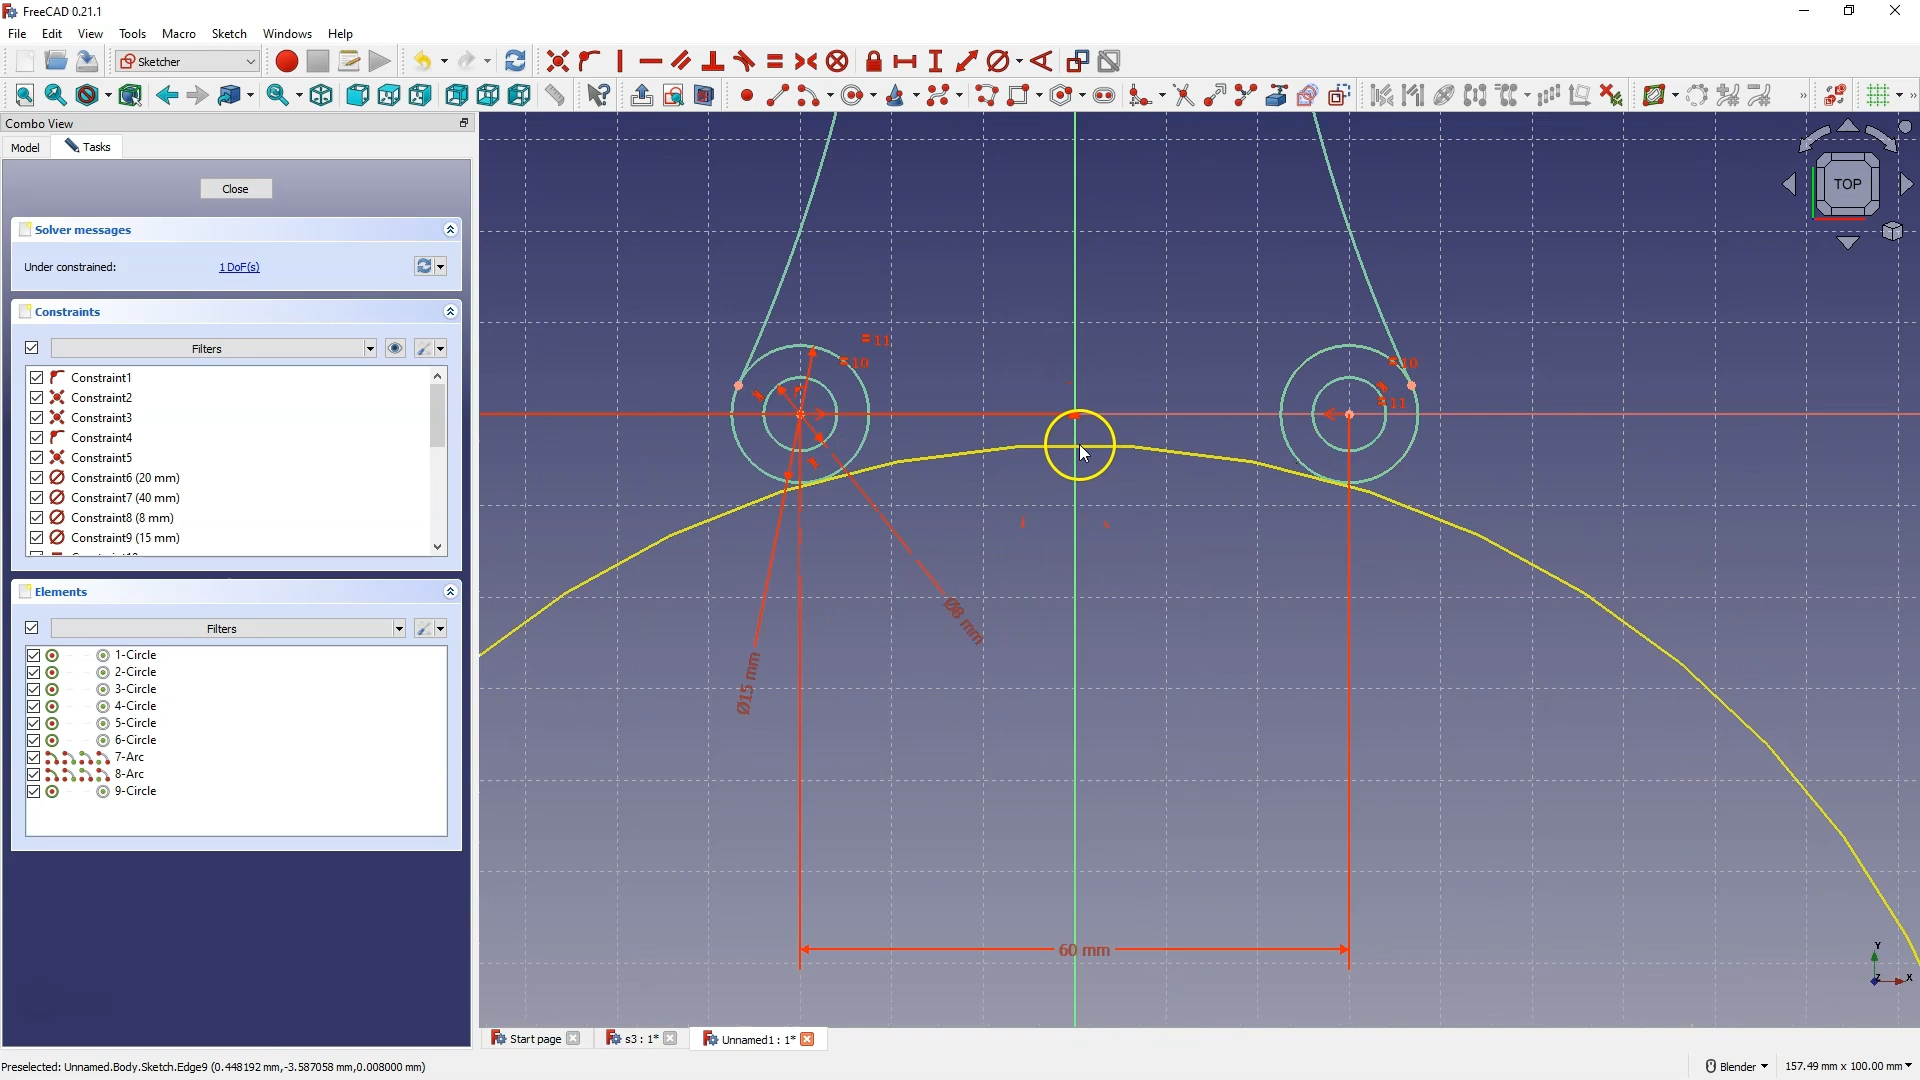 FreeCAD 0.21.1
File Edit View Tools Macro Sketch Windows Help
Sketcher
Combo View
Model Tasks
Close
Solver messages
Under constrained: 1 DoF(s)
Constraints
Filters
Constraint1
Constraint2
Constraint3
Constraint4
Constraint5
Constraint6 (20 mm)
Constraint7 (40 mm)
Constraint8 (8 mm)
Constraint9 (15 mm)
Elements
Filters
1-Circle
2-Circle
3-Circle
4-Circle
5-Circle
6-Circle
7-Arc
8-Arc
9-Circle
TOP
11
10
10
11
Ø8 mm
Ø15 mm
60 mm
Y
Z X
Start page s3 : 1* Unnamed1 : 1*
Preselected: Unnamed.Body.Sketch.Edge9 (0.448192 mm,-3.587058 mm,0.008000 mm)
Blender 157.49 mm x 100.00 mm